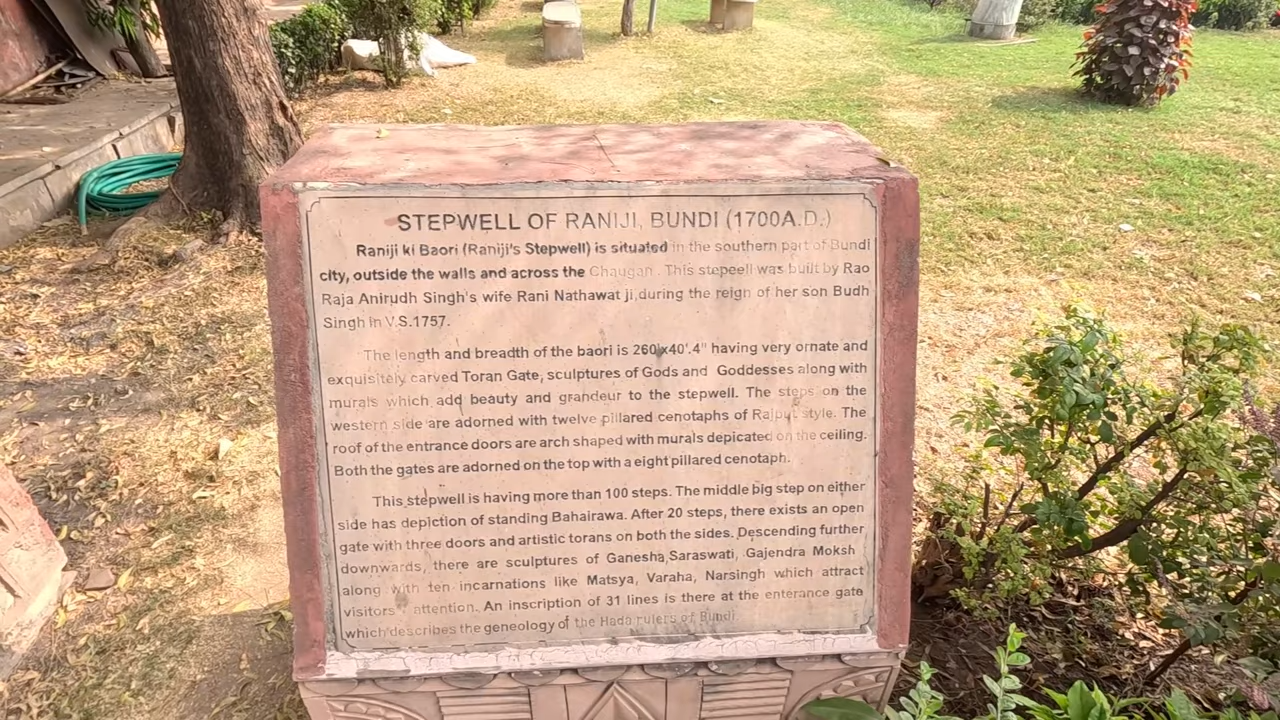 STEPWELL OF RANIJI, BUNDI (1700A.D.)
Raniji ki Baori (Raniji's Stepwell) is situated in the southern part of Bundi
city, outside the walls and across the Chaugan. This stepeell was built by Rao
Raja Anirudh Singh's wife Rani Nathawat ji,during the reign of her son Budh
Singh in V.S.1757.
The length and breadth of the baori is 260'x40'.4" having very ornate and
exquisitely carved Toran Gate, sculptures of Gods and Goddesses along with
murals which add beauty and grandeur to the stepwell. The steps on the
western side are adorned with twelve pillared cenotaphs of Rajput style. The
roof of the entrance doors are arch shaped with murals depicated on the ceiling.
Both the gates are adorned on the top with a eight pillared cenotaph.
This stepwell is having more than 100 steps. The middle big step on either
side has depiction of standing Bahairawa. After 20 steps, there exists an open
gate with three doors and artistic torans on both the sides. Descending further
downwards, there are sculptures of Ganesha,Saraswati, Gajendra Moksh
along with ten incarnations like Matsya, Varaha, Narsingh which attract
visitors' attention. An inscription of 31 lines is there at the enterance gate
which describes the geneology of the Hada rulers of Bundi